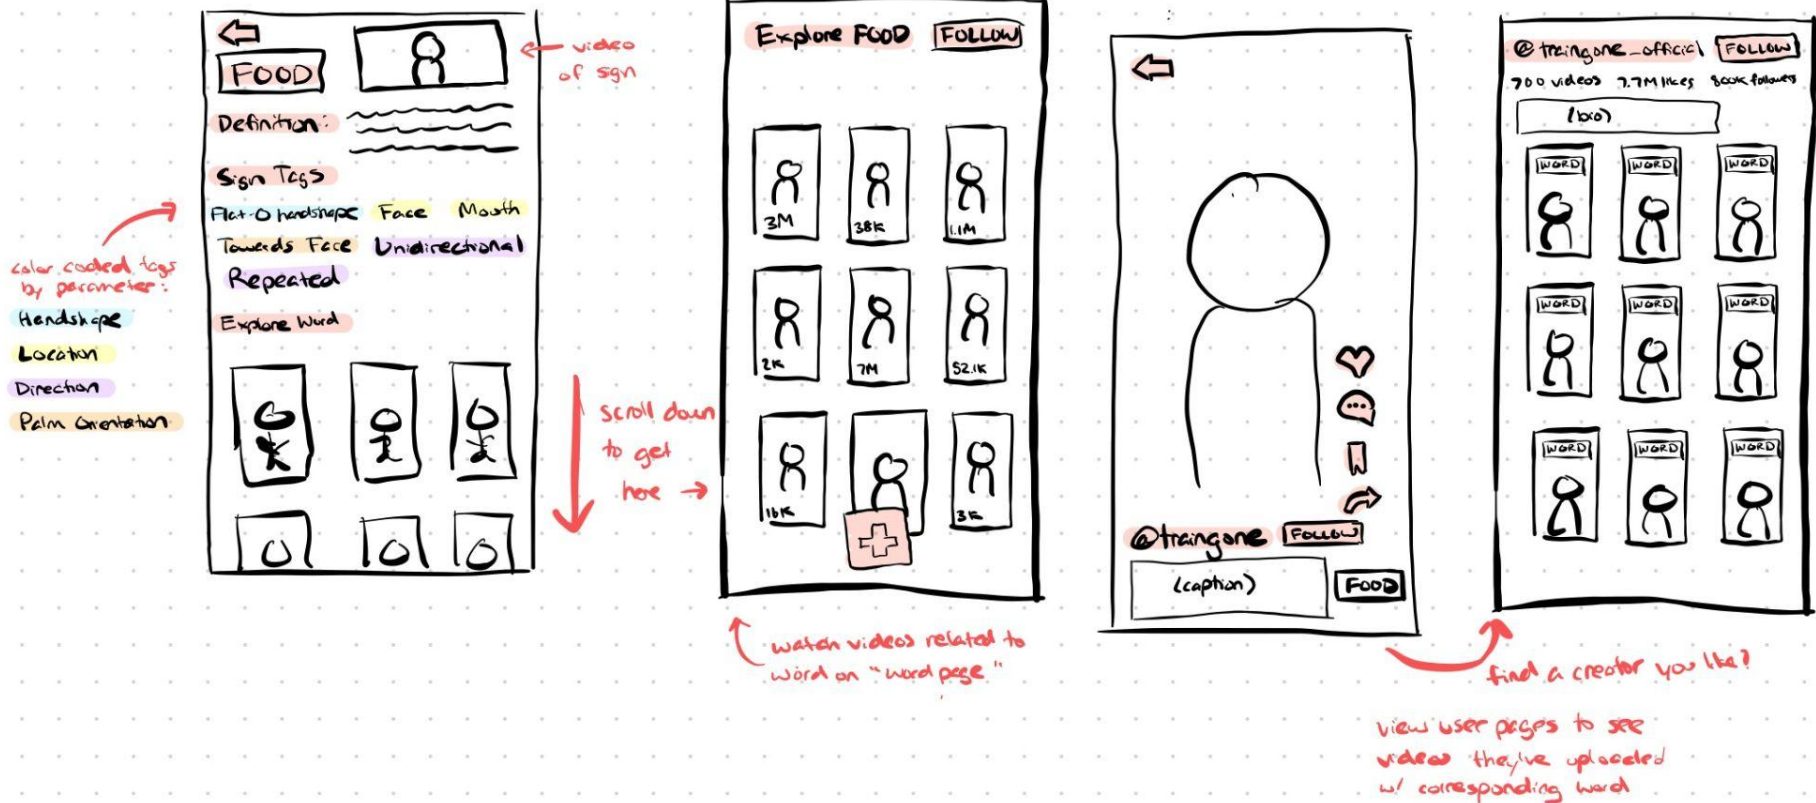 FOOD
video
of sgn
Definition:
Sign Tags
Flat-O handshape Face Mouth
Towards Face Unidirectional
Repeated
Explore Word
color coded tags
by parameter:
Handshape
Location
Direction
Palm Orientation
scroll down
to get
here
Explore FOOD FOLLOW
3M 38K 1.1M
2K 7M 52.1K
16K 3K
watch videos related to
word on "word page"
@traingone FOLLOW
(caption) FOOD
@traingone_official FOLLOW
700 videos 7.7M likes 800K followers
(bio)
WORD WORD WORD
WORD WORD WORD
WORD WORD WORD
find a creator you like?
view user pages to see
videos they've uploaded
w/ corresponding word